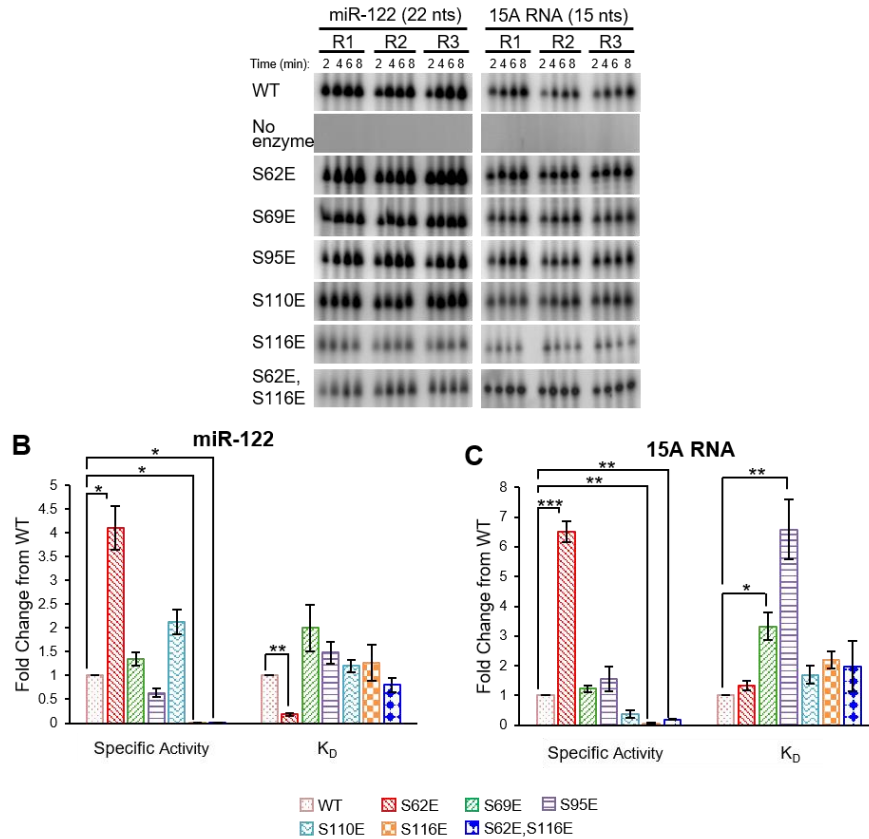 miR-122 (22 nts) 15A RNA (15 nts)
R1 R2 R3 R1 R2 R3
Time (min): 2 4 6 8 2 4 6 8 2 4 6 8 2 4 6 8 2 4 6 8 2 4 6 8
WT
No
enzyme
S62E
S69E
S95E
S110E
S116E
S62E,
S116E
B miR-122
Fold Change from WT
5
4.5
4
3.5
3
2.5
2
1.5
1
0.5
0
*
*
*
**
Specific Activity K_D
C 15A RNA
Fold Change from WT
8
7
6
5
4
3
2
1
0
**
**
***
**
*
Specific Activity K_D
WT S62E S69E S95E
S110E S116E S62E,S116E